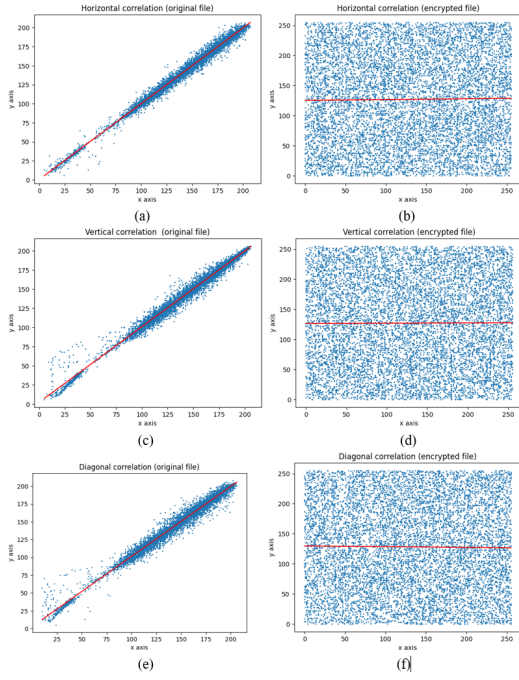 Horizontal correlation (original file)
y axis
200
175
150
125
100
75
50
25
0
0 25 50 75 100 125 150 175 200
x axis
(a)
Horizontal correlation (encrypted file)
y axis
250
200
150
100
50
0
0 50 100 150 200 250
x axis
(b)
Vertical correlation (original file)
y axis
200
175
150
125
100
75
50
25
0
0 25 50 75 100 125 150 175 200
x axis
(c)
Vertical correlation (encrypted file)
y axis
250
200
150
100
50
0
0 50 100 150 200 250
x axis
(d)
Diagonal correlation (original file)
y axis
200
175
150
125
100
75
50
25
0
25 50 75 100 125 150 175 200
x axis
(e)
Diagonal correlation (encrypted file)
y axis
250
200
150
100
50
0
0 50 100 150 200 250
x axis
(f)